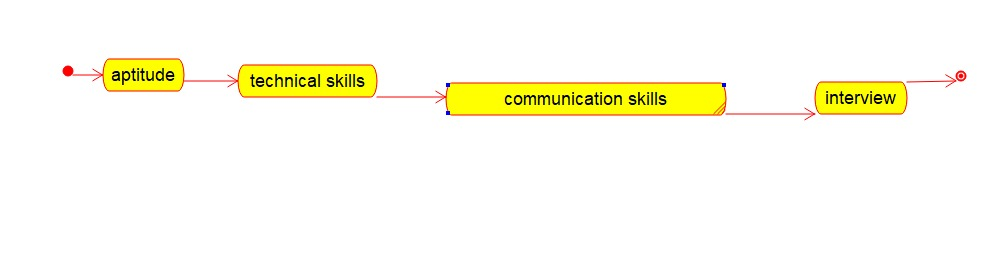 aptitude
technical skills
communication skills
interview